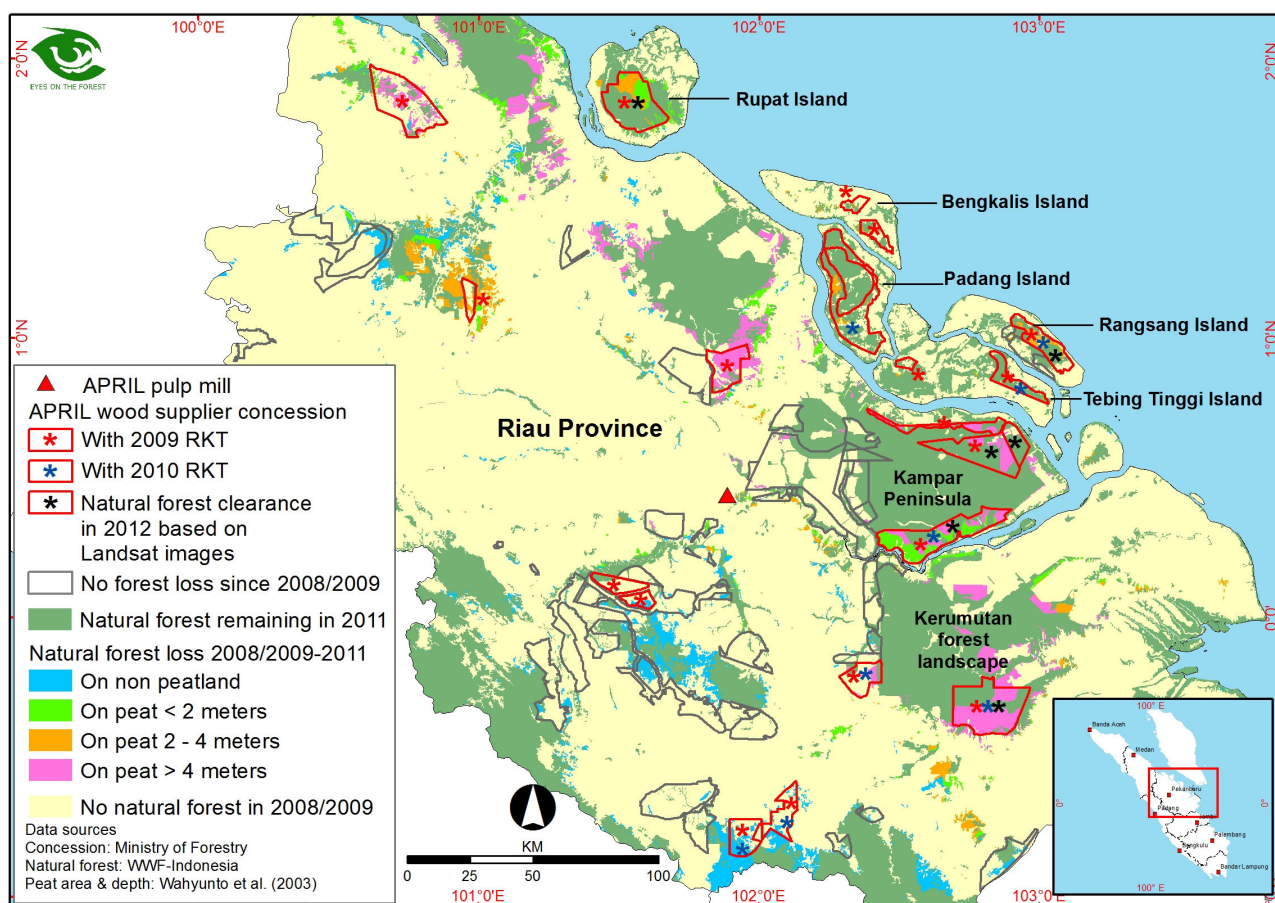 100°0'E
101°0'E
102°0'E
103°0'E
2°0'N
2°0'N
EYES ON THE FOREST
Rupat Island
Bengkalis Island
Padang Island
Rangsang Island
1°0'N
1°0'N
Tebing Tinggi Island
APRIL pulp mill
APRIL wood supplier concession
With 2009 RKT
With 2010 RKT
Natural forest clearance
in 2012 based on
Landsat images
No forest loss since 2008/2009
Natural forest remaining in 2011
Natural forest loss 2008/2009-2011
On non peatland
On peat < 2 meters
On peat 2 - 4 meters
On peat > 4 meters
No natural forest in 2008/2009
Data sources
Concession: Ministry of Forestry
Natural forest: WWF-Indonesia
Peat area & depth: Wahyunto et al. (2003)
Riau Province
Kampar
Peninsula
Kerumutan
forest
landscape
0°0'
KM
0 25 50 100
101°0'E
102°0'E
103°0'E
100° E
Banda Aceh
Medan
Pekanbaru
0°
0°
Padang
Jambi
Palembang
Bengkulu
Bandar Lampung
100° E